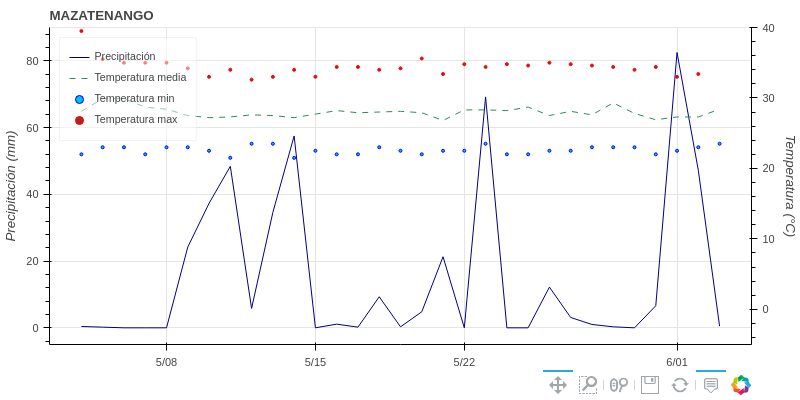 MAZATENANGO
Precipitación
Temperatura media
Temperatura min
Temperatura max
Precipitación (mm)
80
60
40
20
0
40
30
20
10
0
Temperatura (°C)
5/08
5/15
5/22
6/01